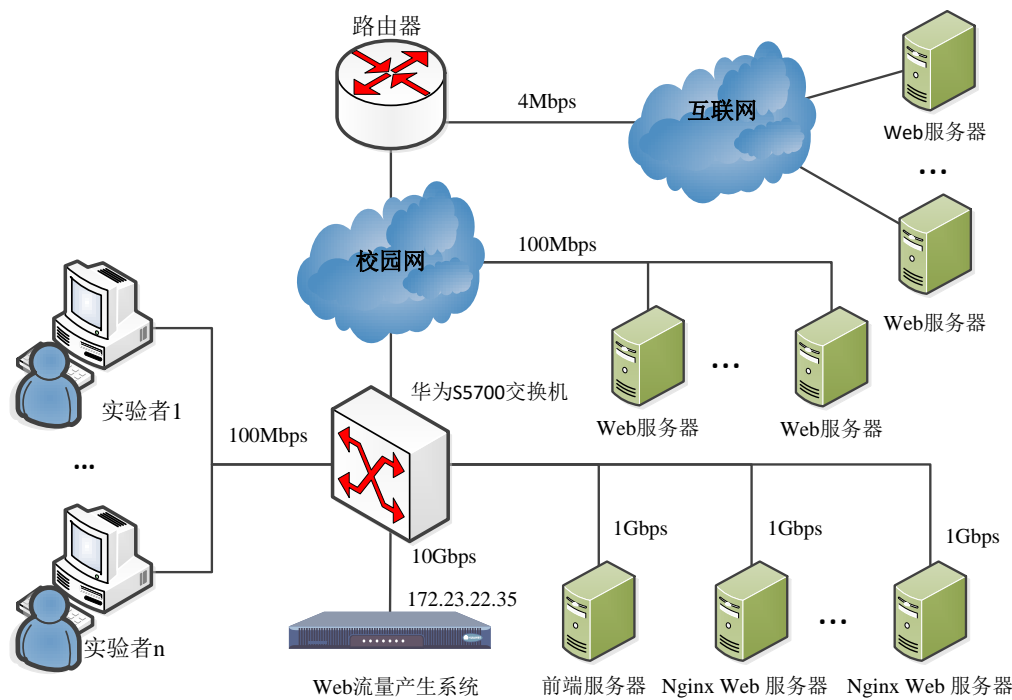 路由器
4Mbps
互联网
Web服务器
...
Web服务器
校园网
100Mbps
...
Web服务器
Web服务器
华为S5700交换机
实验者1
...
实验者n
100Mbps
10Gbps
172.23.22.35
Web流量产生系统
1Gbps
1Gbps
1Gbps
...
前端服务器
Nginx Web 服务器
Nginx Web 服务器